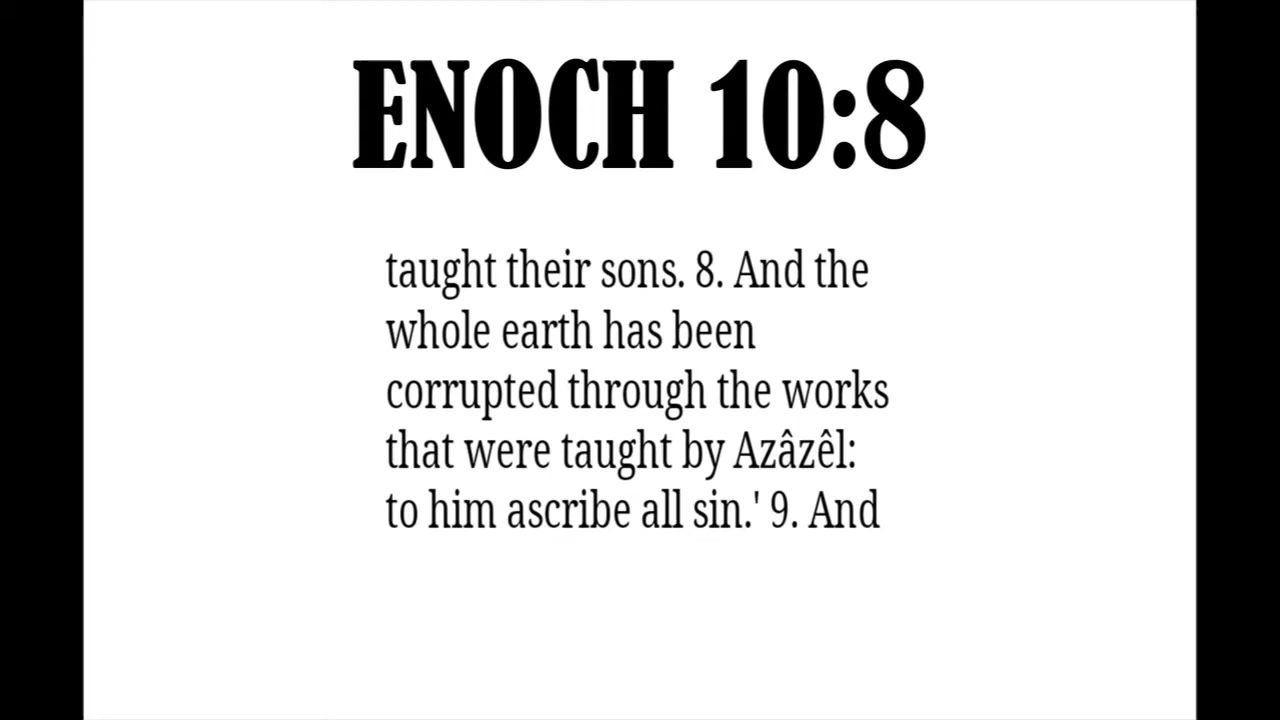 ENOCH 10:8
taught their sons. 8. And the
whole earth has been
corrupted through the works
that were taught by Azâzêl:
to him ascribe all sin.' 9. And